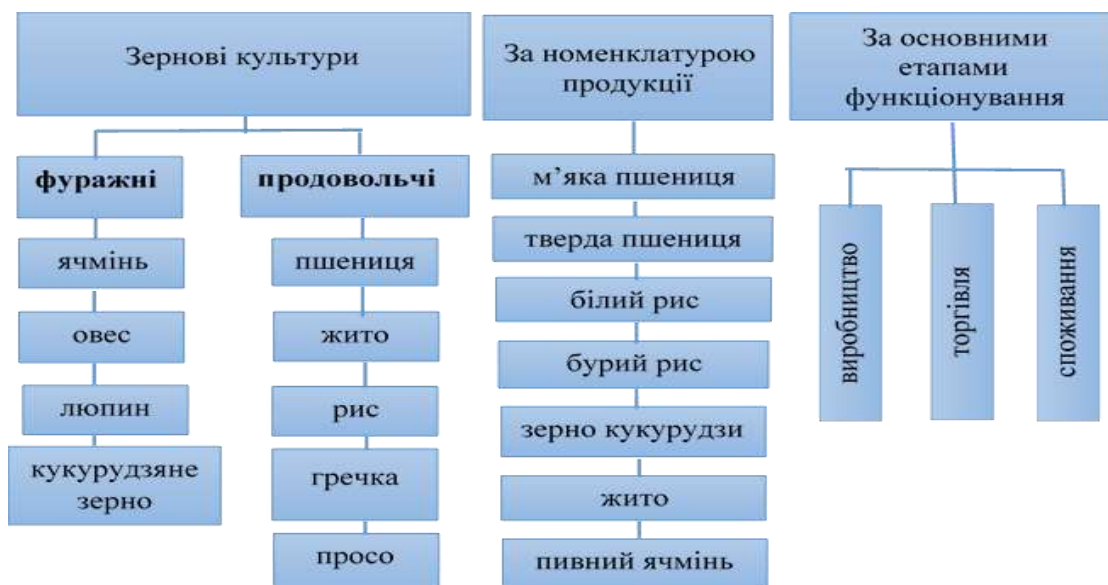 Зернові культури
фуражні
ячмінь
овес
люпин
кукурудзяне
зерно
продовольчі
пшениця
жито
рис
гречка
просо
За номенклатурою
продукції
м’яка пшениця
тверда пшениця
білий рис
бурий рис
зерно кукурудзи
жито
пивний ячмінь
За основними
етапами
функціонування
виробництво
торгівля
споживання